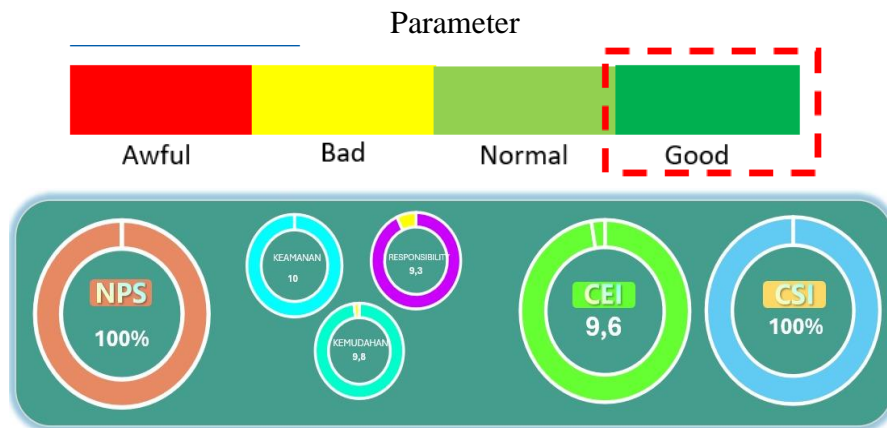 Parameter
Awful
Bad
Normal
Good
NPS
100%
KEAMANAN
10
RESPONSIBILITY
9,3
KEMUDAHAN
9,8
CEI
9,6
CSI
100%